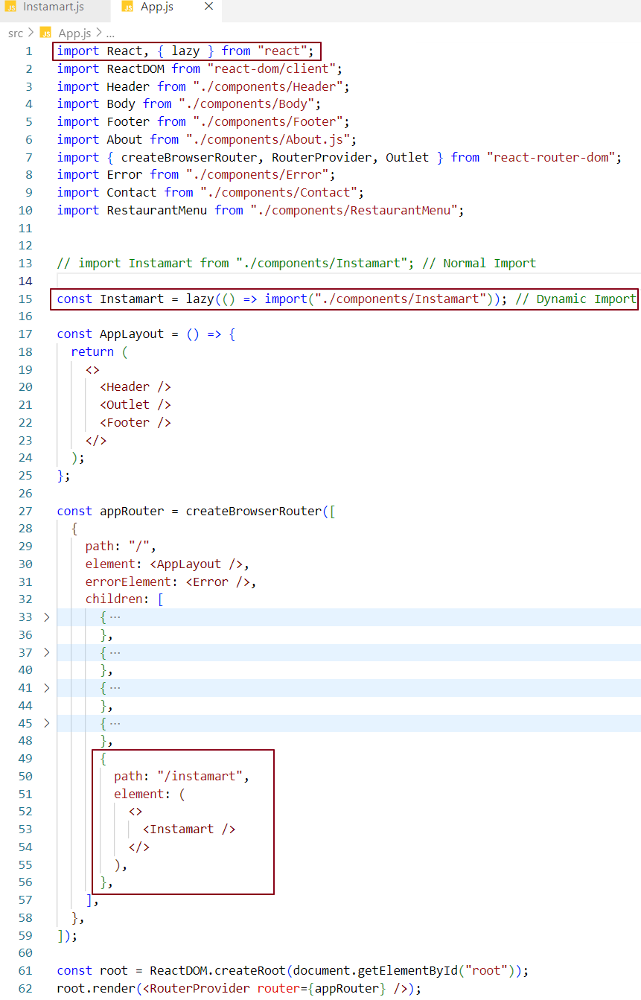 JS Instamart.js JS App.js ×
src > JS App.js > ...
1 import React, { lazy } from "react";
2 import ReactDOM from "react-dom/client";
3 import Header from "./components/Header";
4 import Body from "./components/Body";
5 import Footer from "./components/Footer";
6 import About from "./components/About.js";
7 import { createBrowserRouter, RouterProvider, Outlet } from "react-router-dom";
8 import Error from "./components/Error";
9 import Contact from "./components/Contact";
10 import RestaurantMenu from "./components/RestaurantMenu";
11
12
13 // import Instamart from "./components/Instamart"; // Normal Import
14
15 const Instamart = lazy(() => import("./components/Instamart")); // Dynamic Import
16
17 const AppLayout = () => {
18   return (
19     <>
20       <Header />
21       <Outlet />
22       <Footer />
23     </>
24   );
25 };
26
27 const appRouter = createBrowserRouter([
28   {
29     path: "/",
30     element: <AppLayout />,
31     errorElement: <Error />,
32     children: [
33 >     { ...
36       },
37 >     { ...
40       },
41 >     { ...
44       },
45 >     { ...
48       },
49       {
50         path: "/instamart",
51         element: (
52           <>
53             <Instamart />
54           </>
55         ),
56       },
57     ],
58   },
59 ]);
60
61 const root = ReactDOM.createRoot(document.getElementById("root"));
62 root.render(<RouterProvider router={appRouter} />);